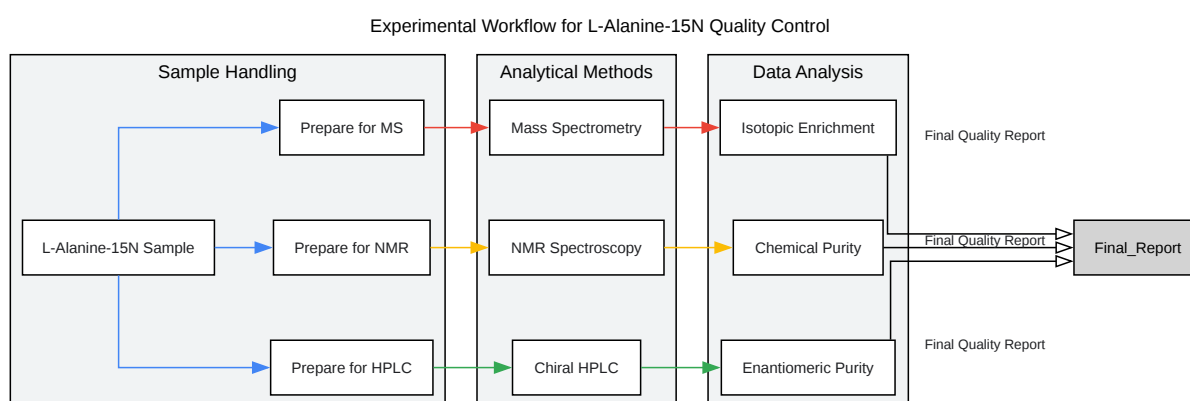 Experimental Workflow for L-Alanine-15N Quality Control
Sample Handling
Analytical Methods
Data Analysis
Prepare for MS
Mass Spectrometry
Isotopic Enrichment
Final Quality Report
L-Alanine-15N Sample
Prepare for NMR
NMR Spectroscopy
Chemical Purity
Final Quality Report
Final_Report
Prepare for HPLC
Chiral HPLC
Enantiomeric Purity
Final Quality Report